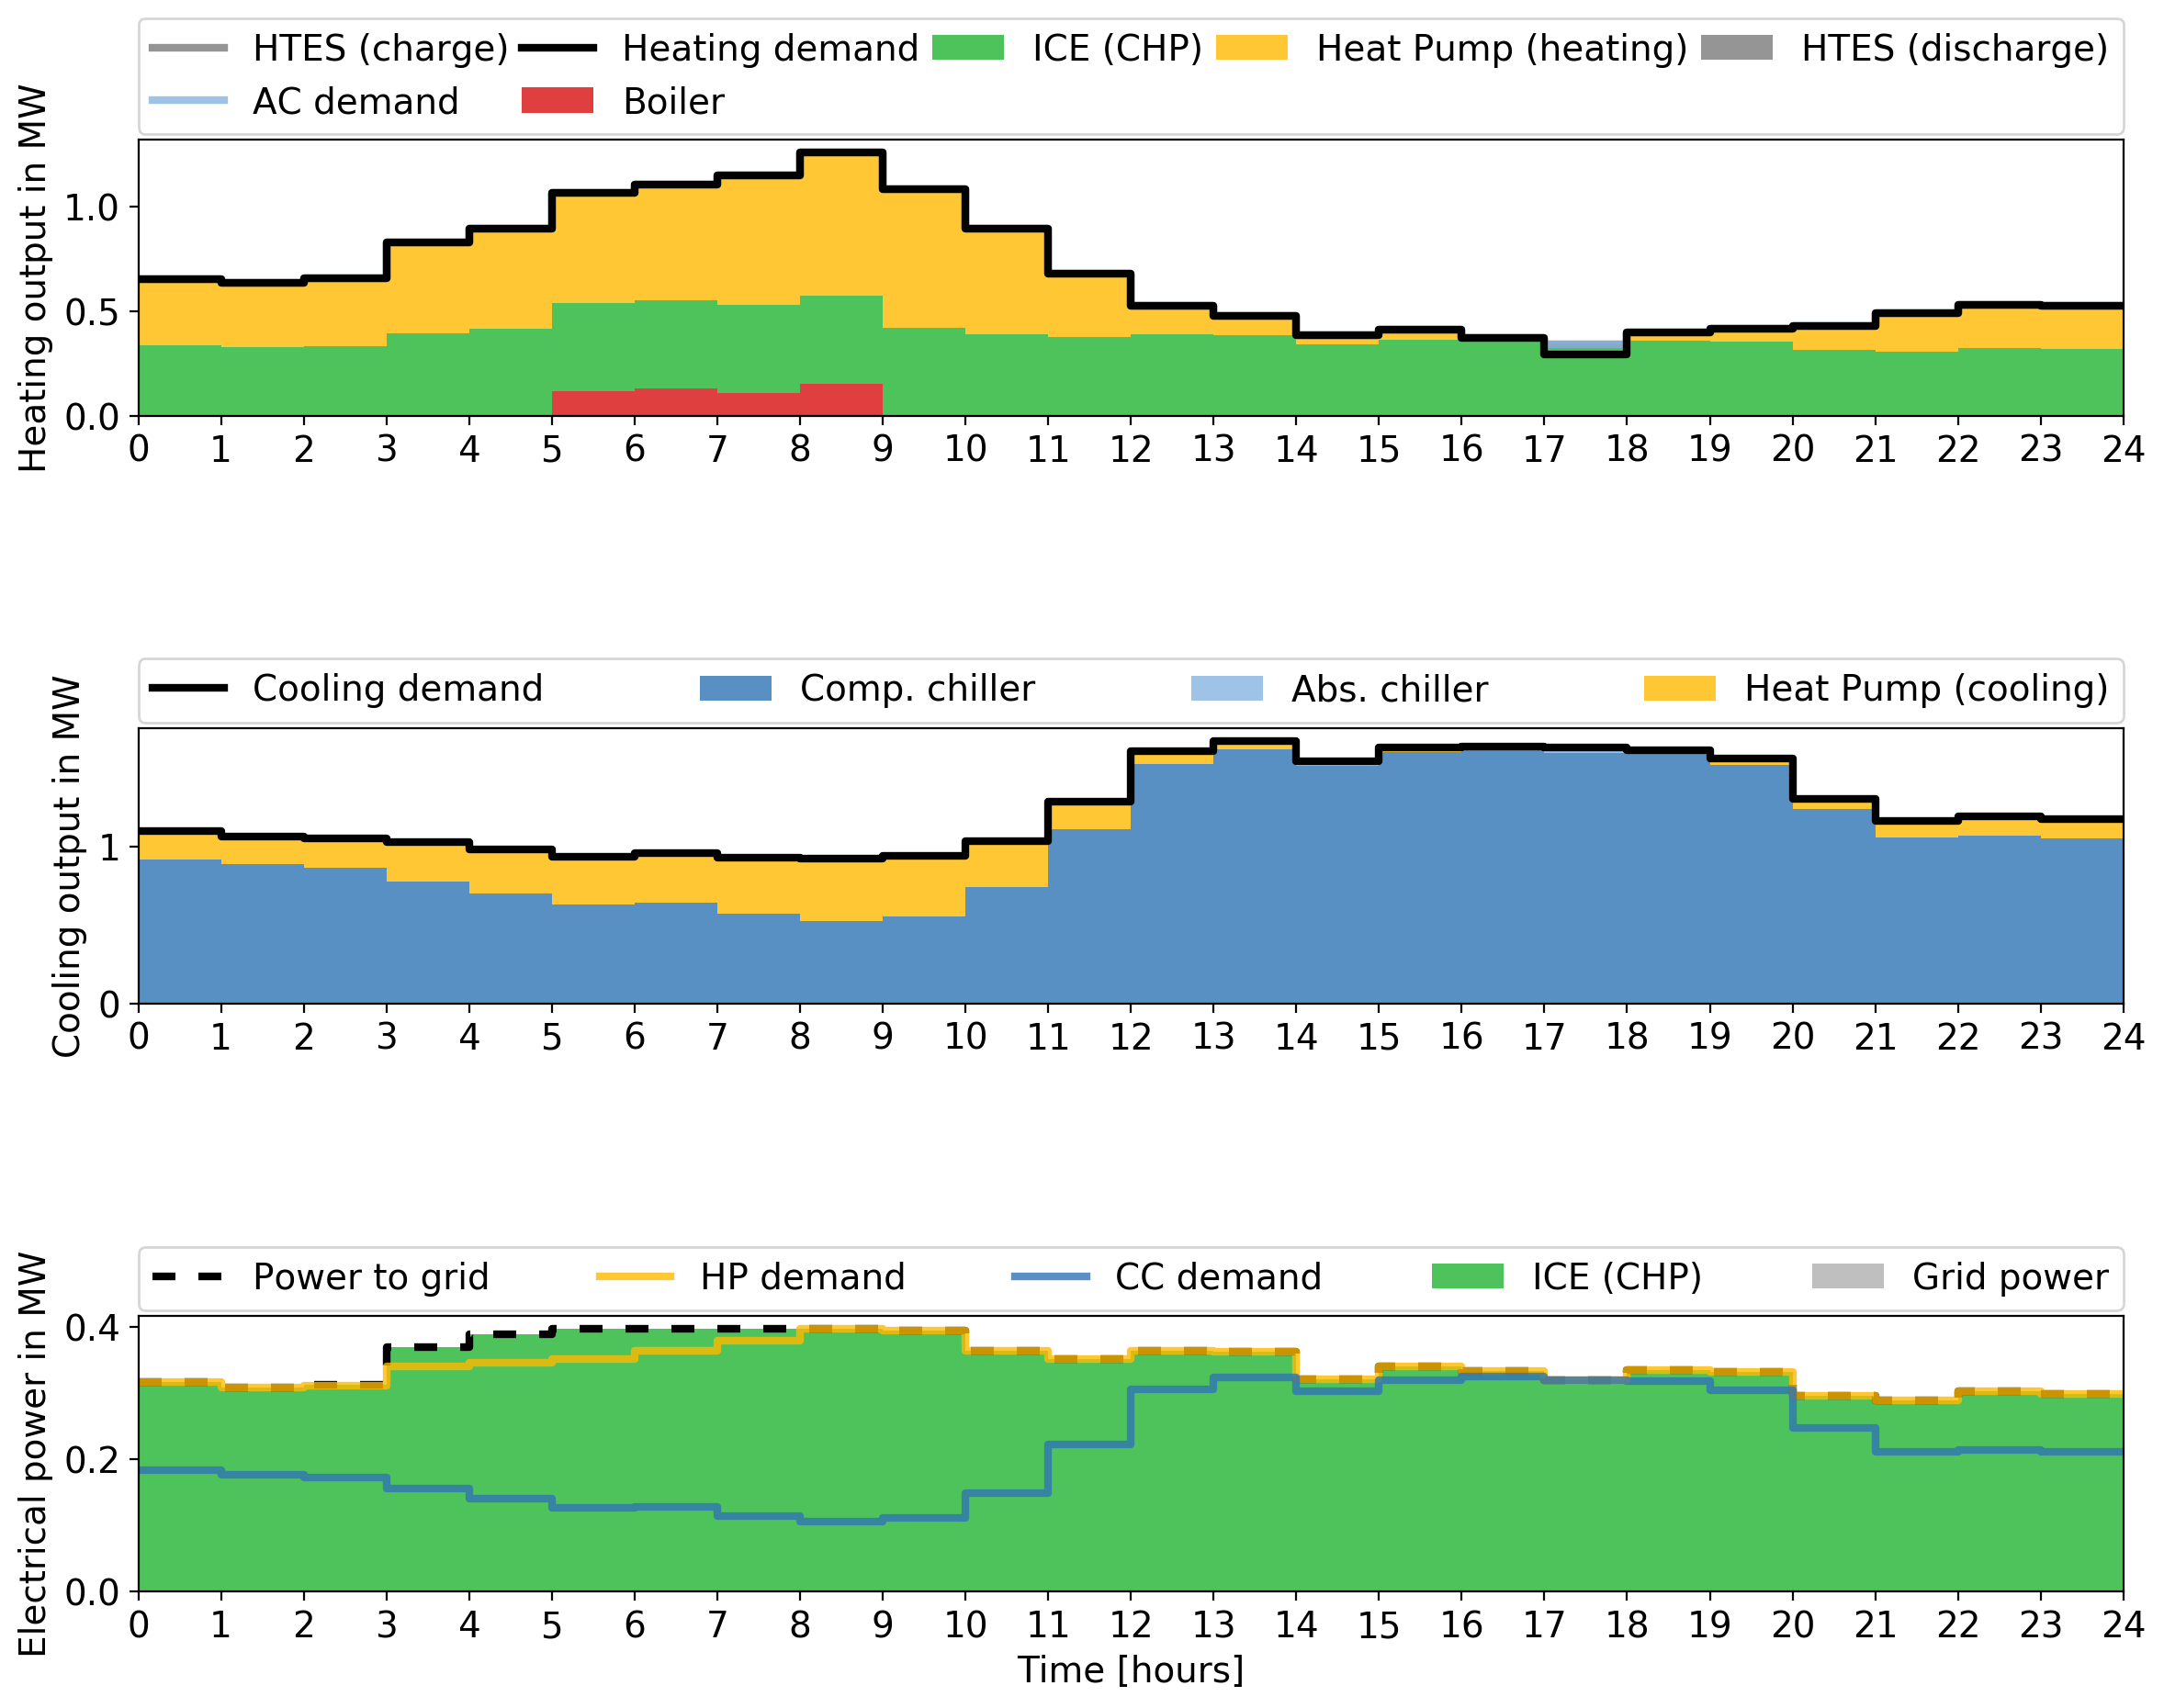 HTES (charge) Heating demand ICE (CHP) Heat Pump (heating) HTES (discharge)
AC demand Boiler
Heating output in MW
1.0
0.5
0.0
0 1 2 3 4 5 6 7 8 9 10 11 12 13 14 15 16 17 18 19 20 21 22 23 24
Cooling demand Comp. chiller Abs. chiller Heat Pump (cooling)
Cooling output in MW
1
0
0 1 2 3 4 5 6 7 8 9 10 11 12 13 14 15 16 17 18 19 20 21 22 23 24
Power to grid HP demand CC demand ICE (CHP) Grid power
Electrical power in MW
0.4
0.2
0.0
0 1 2 3 4 5 6 7 8 9 10 11 12 13 14 15 16 17 18 19 20 21 22 23 24
Time [hours]